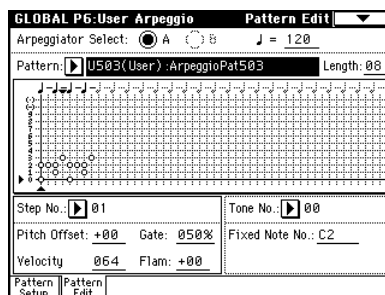 GLOBAL P6:User Arpeggio Pattern Edit
Arpeggiator Select: A B ♩ = 120
Pattern: U503(User) :ArpeggioPat503 Length: 08
Step No.: 01 Tone No.: 00
Pitch Offset: +00 Gate: 050% Fixed Note No.: C2
Velocity 064 Flam: +00
Pattern Setup Pattern Edit